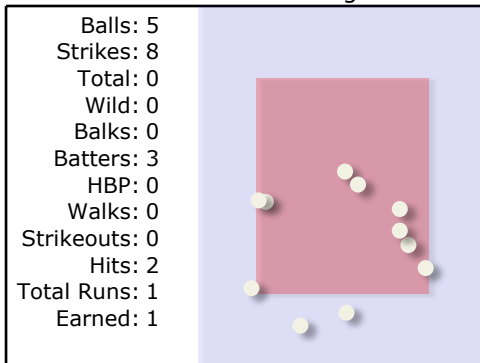 Balls: 5
Strikes: 8
Total: 0
Wild: 0
Balks: 0
Batters: 3
HBP: 0
Walks: 0
Strikeouts: 0
Hits: 2
Total Runs: 1
Earned: 1